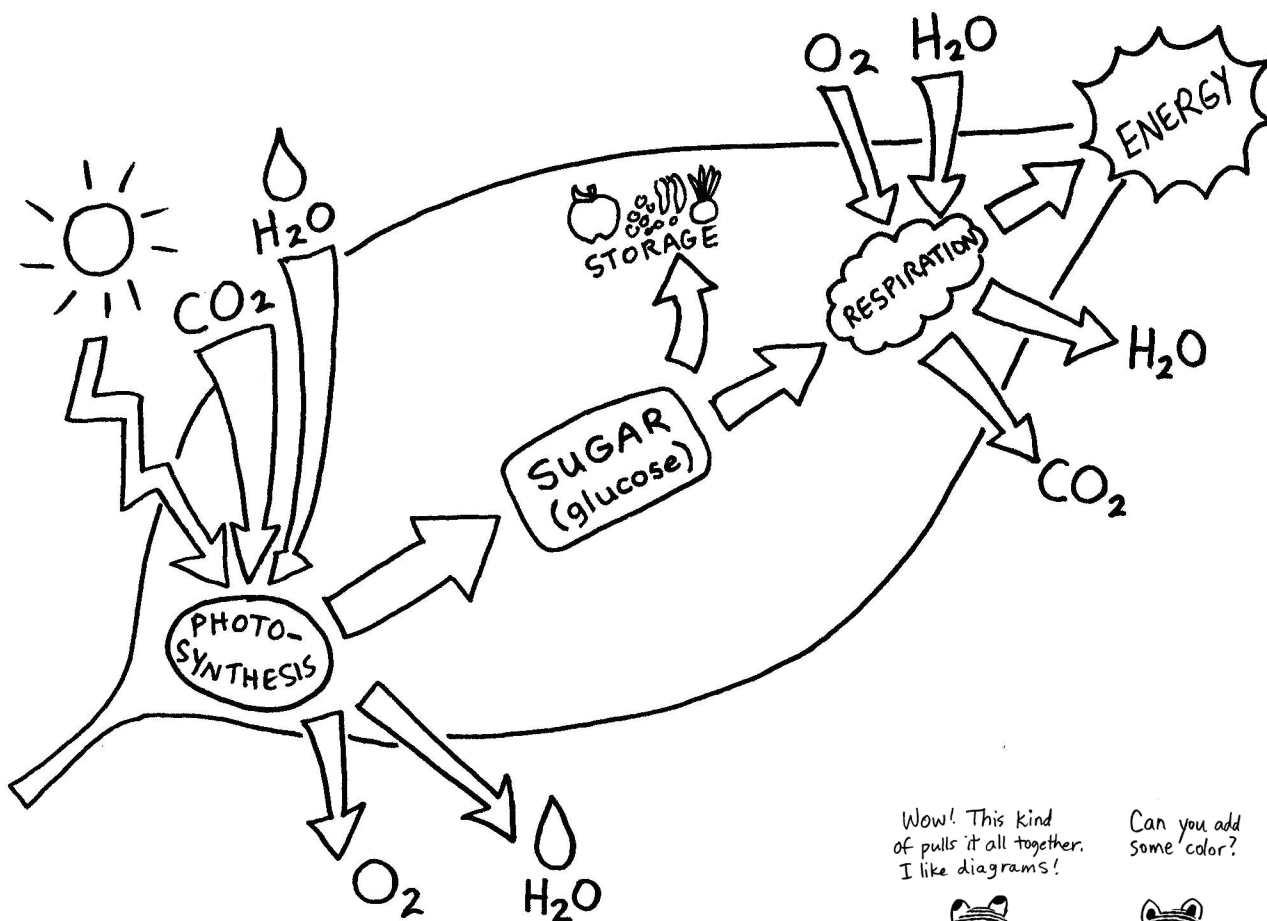 O₂
H₂O
ENERGY
H₂O
CO₂
STORAGE
RESPIRATION
H₂O
SUGAR
(glucose)
CO₂
PHOTO-
SYNTHESIS
O₂
H₂O
Wow! This kind
of pulls it all together.
I like diagrams!
Can you add
some color?